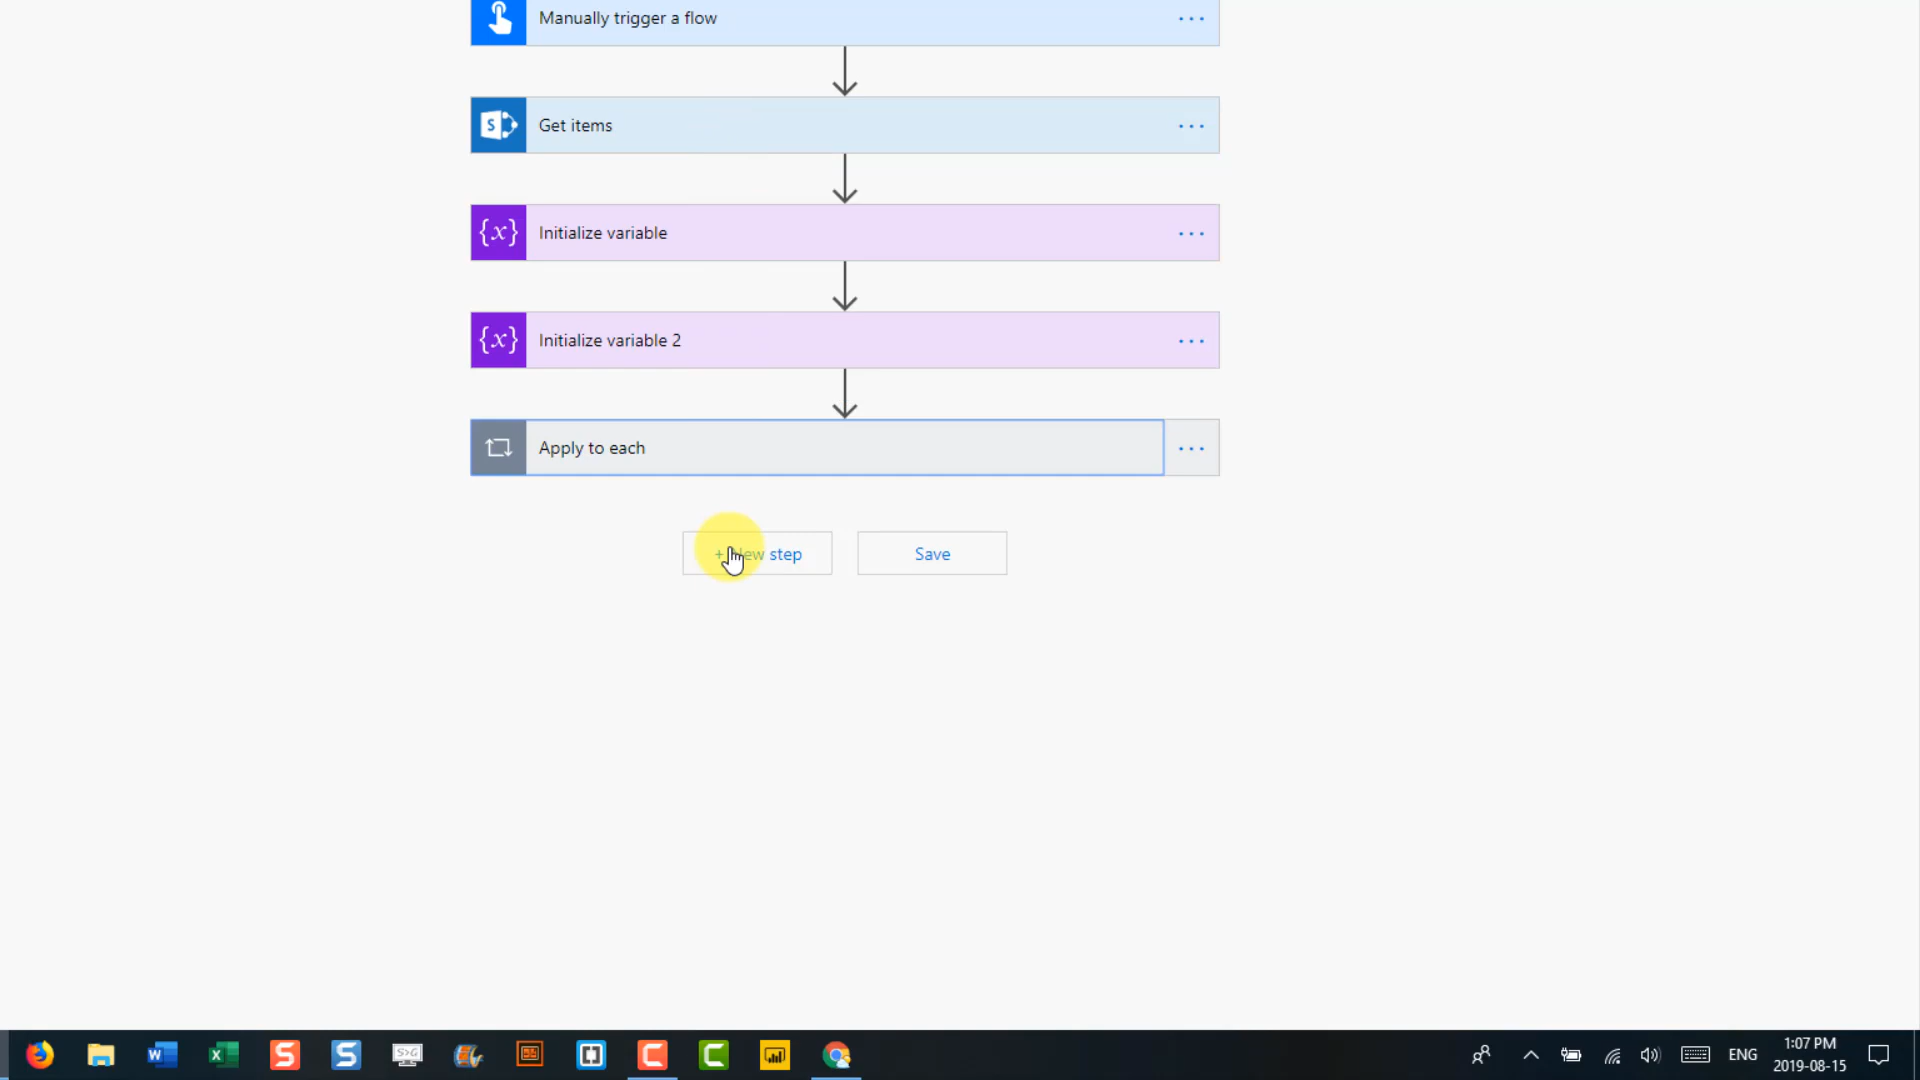 Manually trigger a flow
Get items
Initialize variable
Initialize variable 2
Apply to each
+ New step
Save
ENG
1:07 PM
2019-08-15